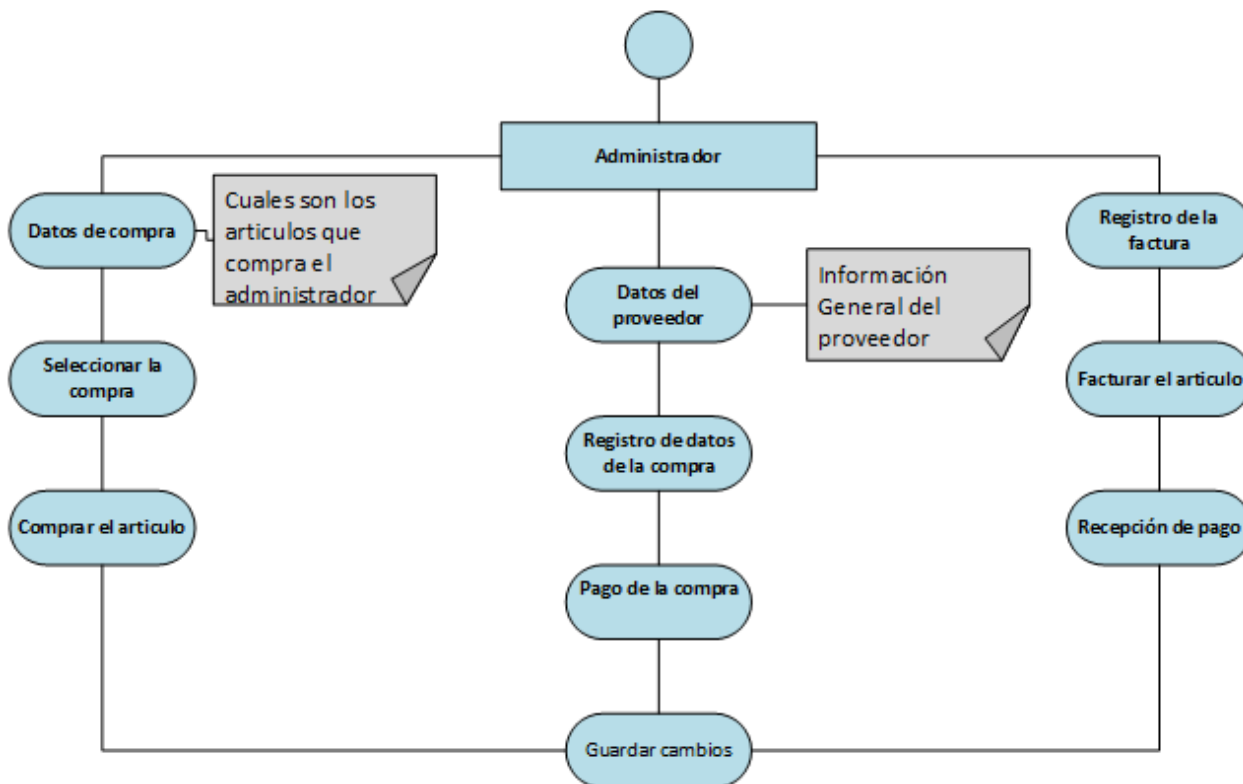 Administrador
Datos de compra
Cuales son los
articulos que
compra el
administrador
Registro de la
factura
Datos del
proveedor
Información
General del
proveedor
Seleccionar la
compra
Facturar el articulo
Registro de datos
de la compra
Comprar el articulo
Recepción de pago
Pago de la compra
Guardar cambios